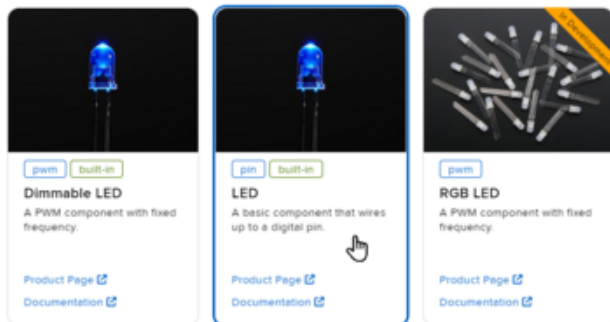 In Development
pwm built-in
Dimmable LED
A PWM component with fixed
frequency.
Product Page
Documentation
pin built-in
LED
A basic component that wires
up to a digital pin.
Product Page
Documentation
pwm
RGB LED
A PWM component with fixed
frequency.
Product Page
Documentation